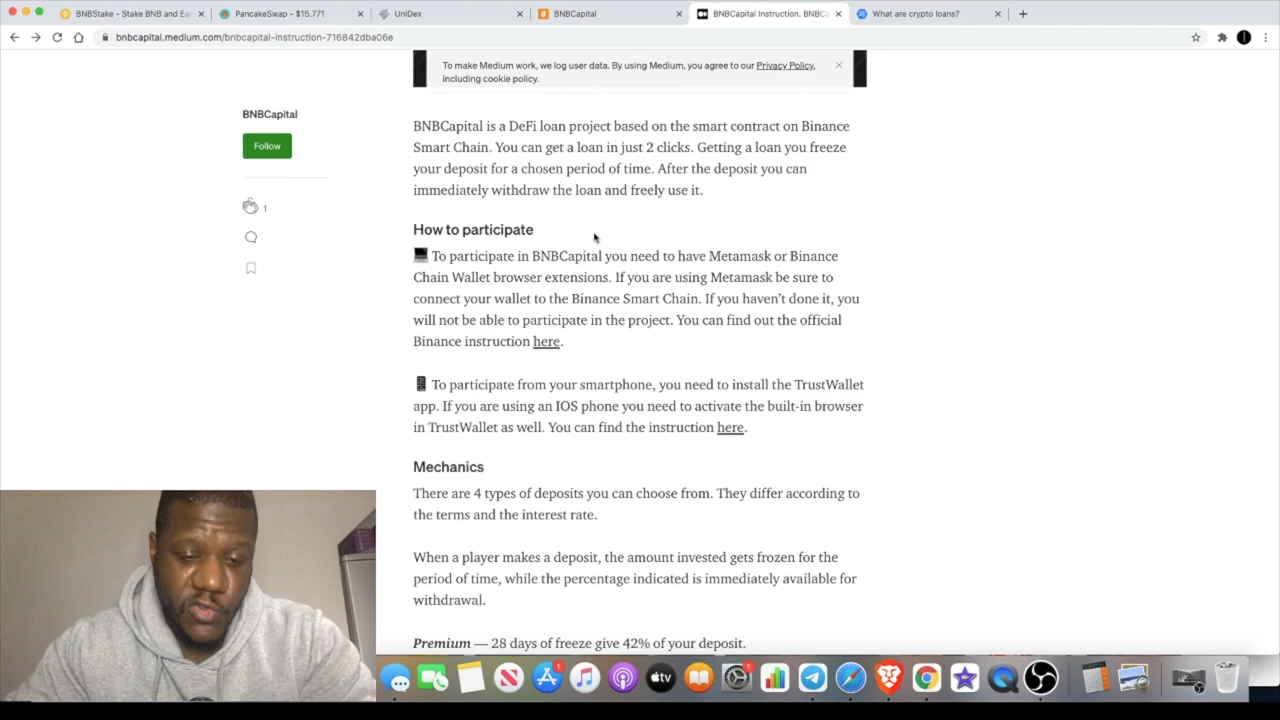 BNBStake - Stake BNB and Ear
PancakeSwap - $15.771
UniDex
BNBCapital
BNBCapital Instruction. BNBC
What are crypto loans?
bnbcapital.medium.com/bnbcapital-instruction-716842dba06e
To make Medium work, we log user data. By using Medium, you agree to our Privacy Policy,
including cookie policy.
BNBCapital
Follow
1
BNBCapital is a DeFi loan project based on the smart contract on Binance
Smart Chain. You can get a loan in just 2 clicks. Getting a loan you freeze
your deposit for a chosen period of time. After the deposit you can
immediately withdraw the loan and freely use it.
How to participate
To participate in BNBCapital you need to have Metamask or Binance
Chain Wallet browser extensions. If you are using Metamask be sure to
connect your wallet to the Binance Smart Chain. If you haven’t done it, you
will not be able to participate in the project. You can find out the official
Binance instruction here.
To participate from your smartphone, you need to install the TrustWallet
app. If you are using an IOS phone you need to activate the built-in browser
in TrustWallet as well. You can find the instruction here.
Mechanics
There are 4 types of deposits you can choose from. They differ according to
the terms and the interest rate.
When a player makes a deposit, the amount invested gets frozen for the
period of time, while the percentage indicated is immediately available for
withdrawal.
Premium — 28 days of freeze give 42% of your deposit.
tv